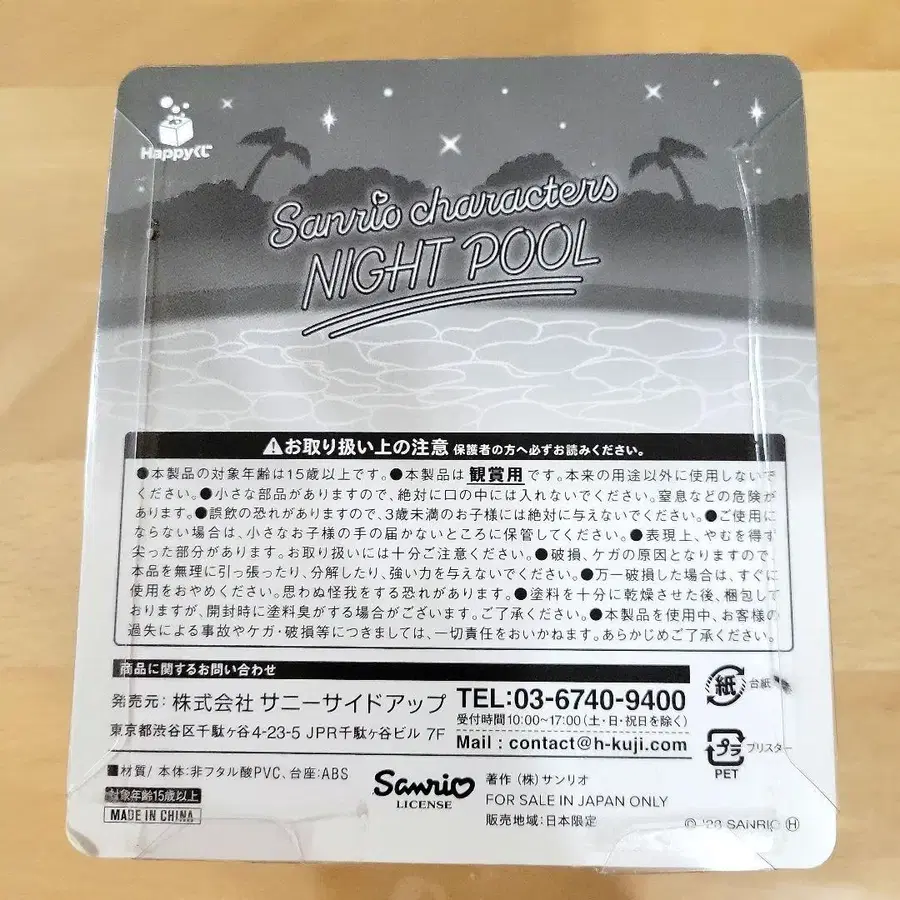 Happyくじ
Sanrio characters
NIGHT POOL
お取り扱い上の注意 保護者の方へ必ずお読みください。
●本製品の対象年齢は15歳以上です。●本製品は観賞用です。本来の用途以外に使用しないで
ください。●小さな部品がありますので、絶対に口の中には入れないでください。窒息などの危険が
あります。●誤飲の恐れがありますので、3歳未満のお子様には絶対に与えないでください。●ご使用に
ならない場合は、小さなお子様の手の届かないところに保管してください。●表現上、やむを得ず
尖った部分があります。お取り扱いには十分ご注意ください。●破損、ケガの原因となりますので、
本品を無理に引っ張ったり、分解したり、強い力を与えないでください。●万一破損した場合は、すぐに
使用をおやめください。思わぬ怪我をする恐れがあります。●塗料を十分に乾燥させた後、梱包して
おりますが、開封時に塗料臭がする場合がございます。ご了承ください。●本製品を使用中、お客様の
過失による事故やケガ・破損等につきましては、一切責任をおいかねます。あらかじめご了承ください。
商品に関するお問い合わせ
発売元：株式会社 サニーサイドアップ
東京都渋谷区千駄ヶ谷4-23-5 JPR千駄ヶ谷ビル 7F
TEL:03-6740-9400
受付時間10:00~17:00(土・日・祝日を除く)
Mail : contact@h-kuji.com
紙 台紙
プラ ブリスター
PET
■材質/ 本体:非フタル酸PVC、台座:ABS
対象年齢15歳以上
MADE IN CHINA
Sanrio
LICENSE
著作 (株)サンリオ
FOR SALE IN JAPAN ONLY
販売地域:日本限定
SANRIO Ⓗ